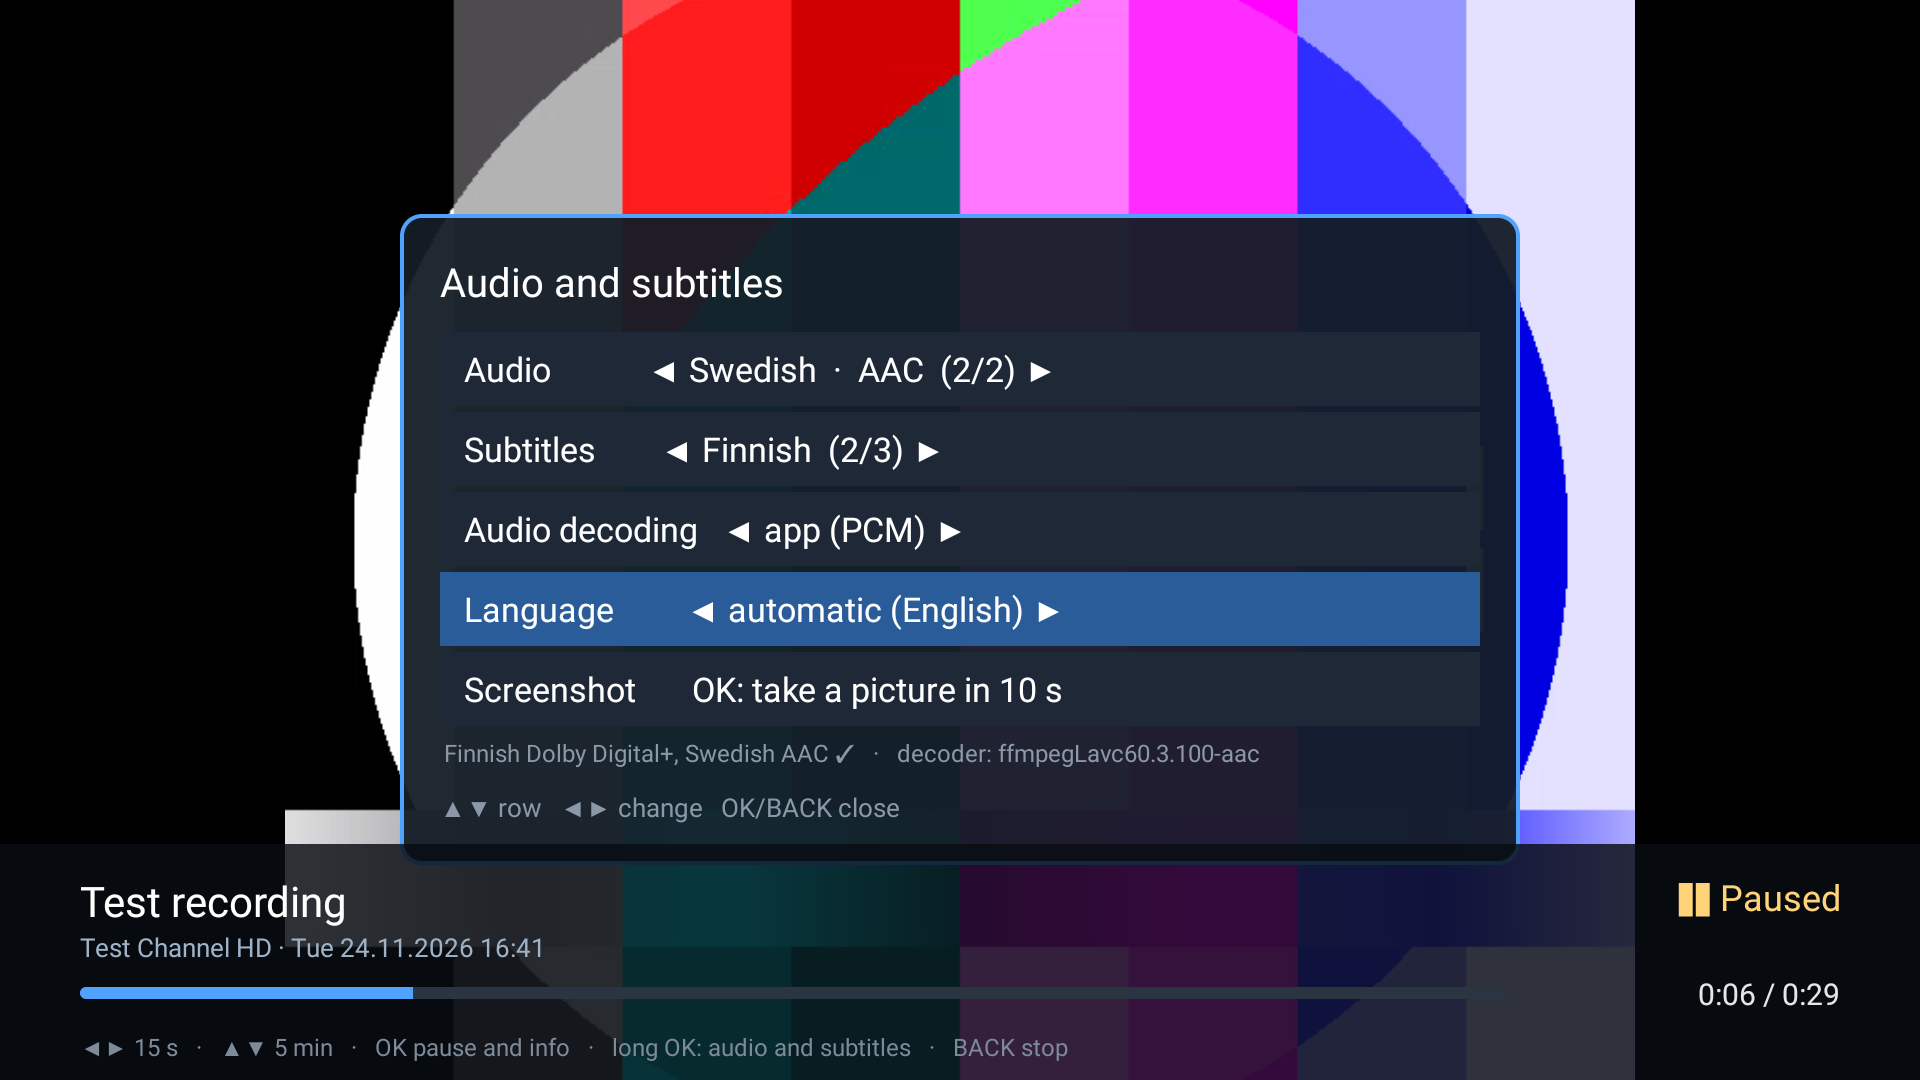 Audio and subtitles
Audio ◄ Swedish · AAC (2/2) ►
Subtitles ◄ Finnish (2/3) ►
Audio decoding ◄ app (PCM) ►
Language ◄ automatic (English) ►
Screenshot OK: take a picture in 10 s
Finnish Dolby Digital+, Swedish AAC ✓ · decoder: ffmpegLavc60.3.100-aac
▲▼ row ◄► change OK/BACK close
Test recording
Paused
Test Channel HD · Tue 24.11.2026 16:41
0:06 / 0:29
◄► 15 s · ▲▼ 5 min · OK pause and info · long OK: audio and subtitles · BACK stop